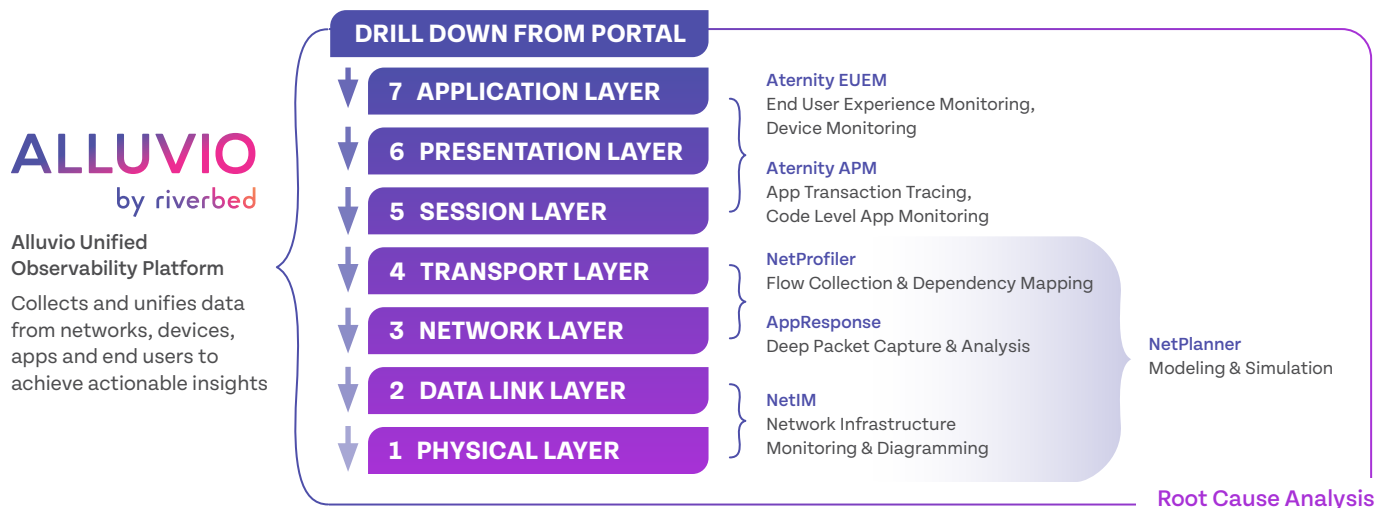 DRILL DOWN FROM PORTAL
7 APPLICATION LAYER
6 PRESENTATION LAYER
5 SESSION LAYER
4 TRANSPORT LAYER
3 NETWORK LAYER
2 DATA LINK LAYER
1 PHYSICAL LAYER
ALLUVIO
by riverbed
Alluvio Unified
Observability Platform
Collects and unifies data
from networks, devices,
apps and end users to
achieve actionable insights
Aternity EUEM
End User Experience Monitoring,
Device Monitoring
Aternity APM
App Transaction Tracing,
Code Level App Monitoring
NetProfiler
Flow Collection & Dependency Mapping
AppResponse
Deep Packet Capture & Analysis
NetIM
Network Infrastructure
Monitoring & Diagramming
NetPlanner
Modeling & Simulation
Root Cause Analysis